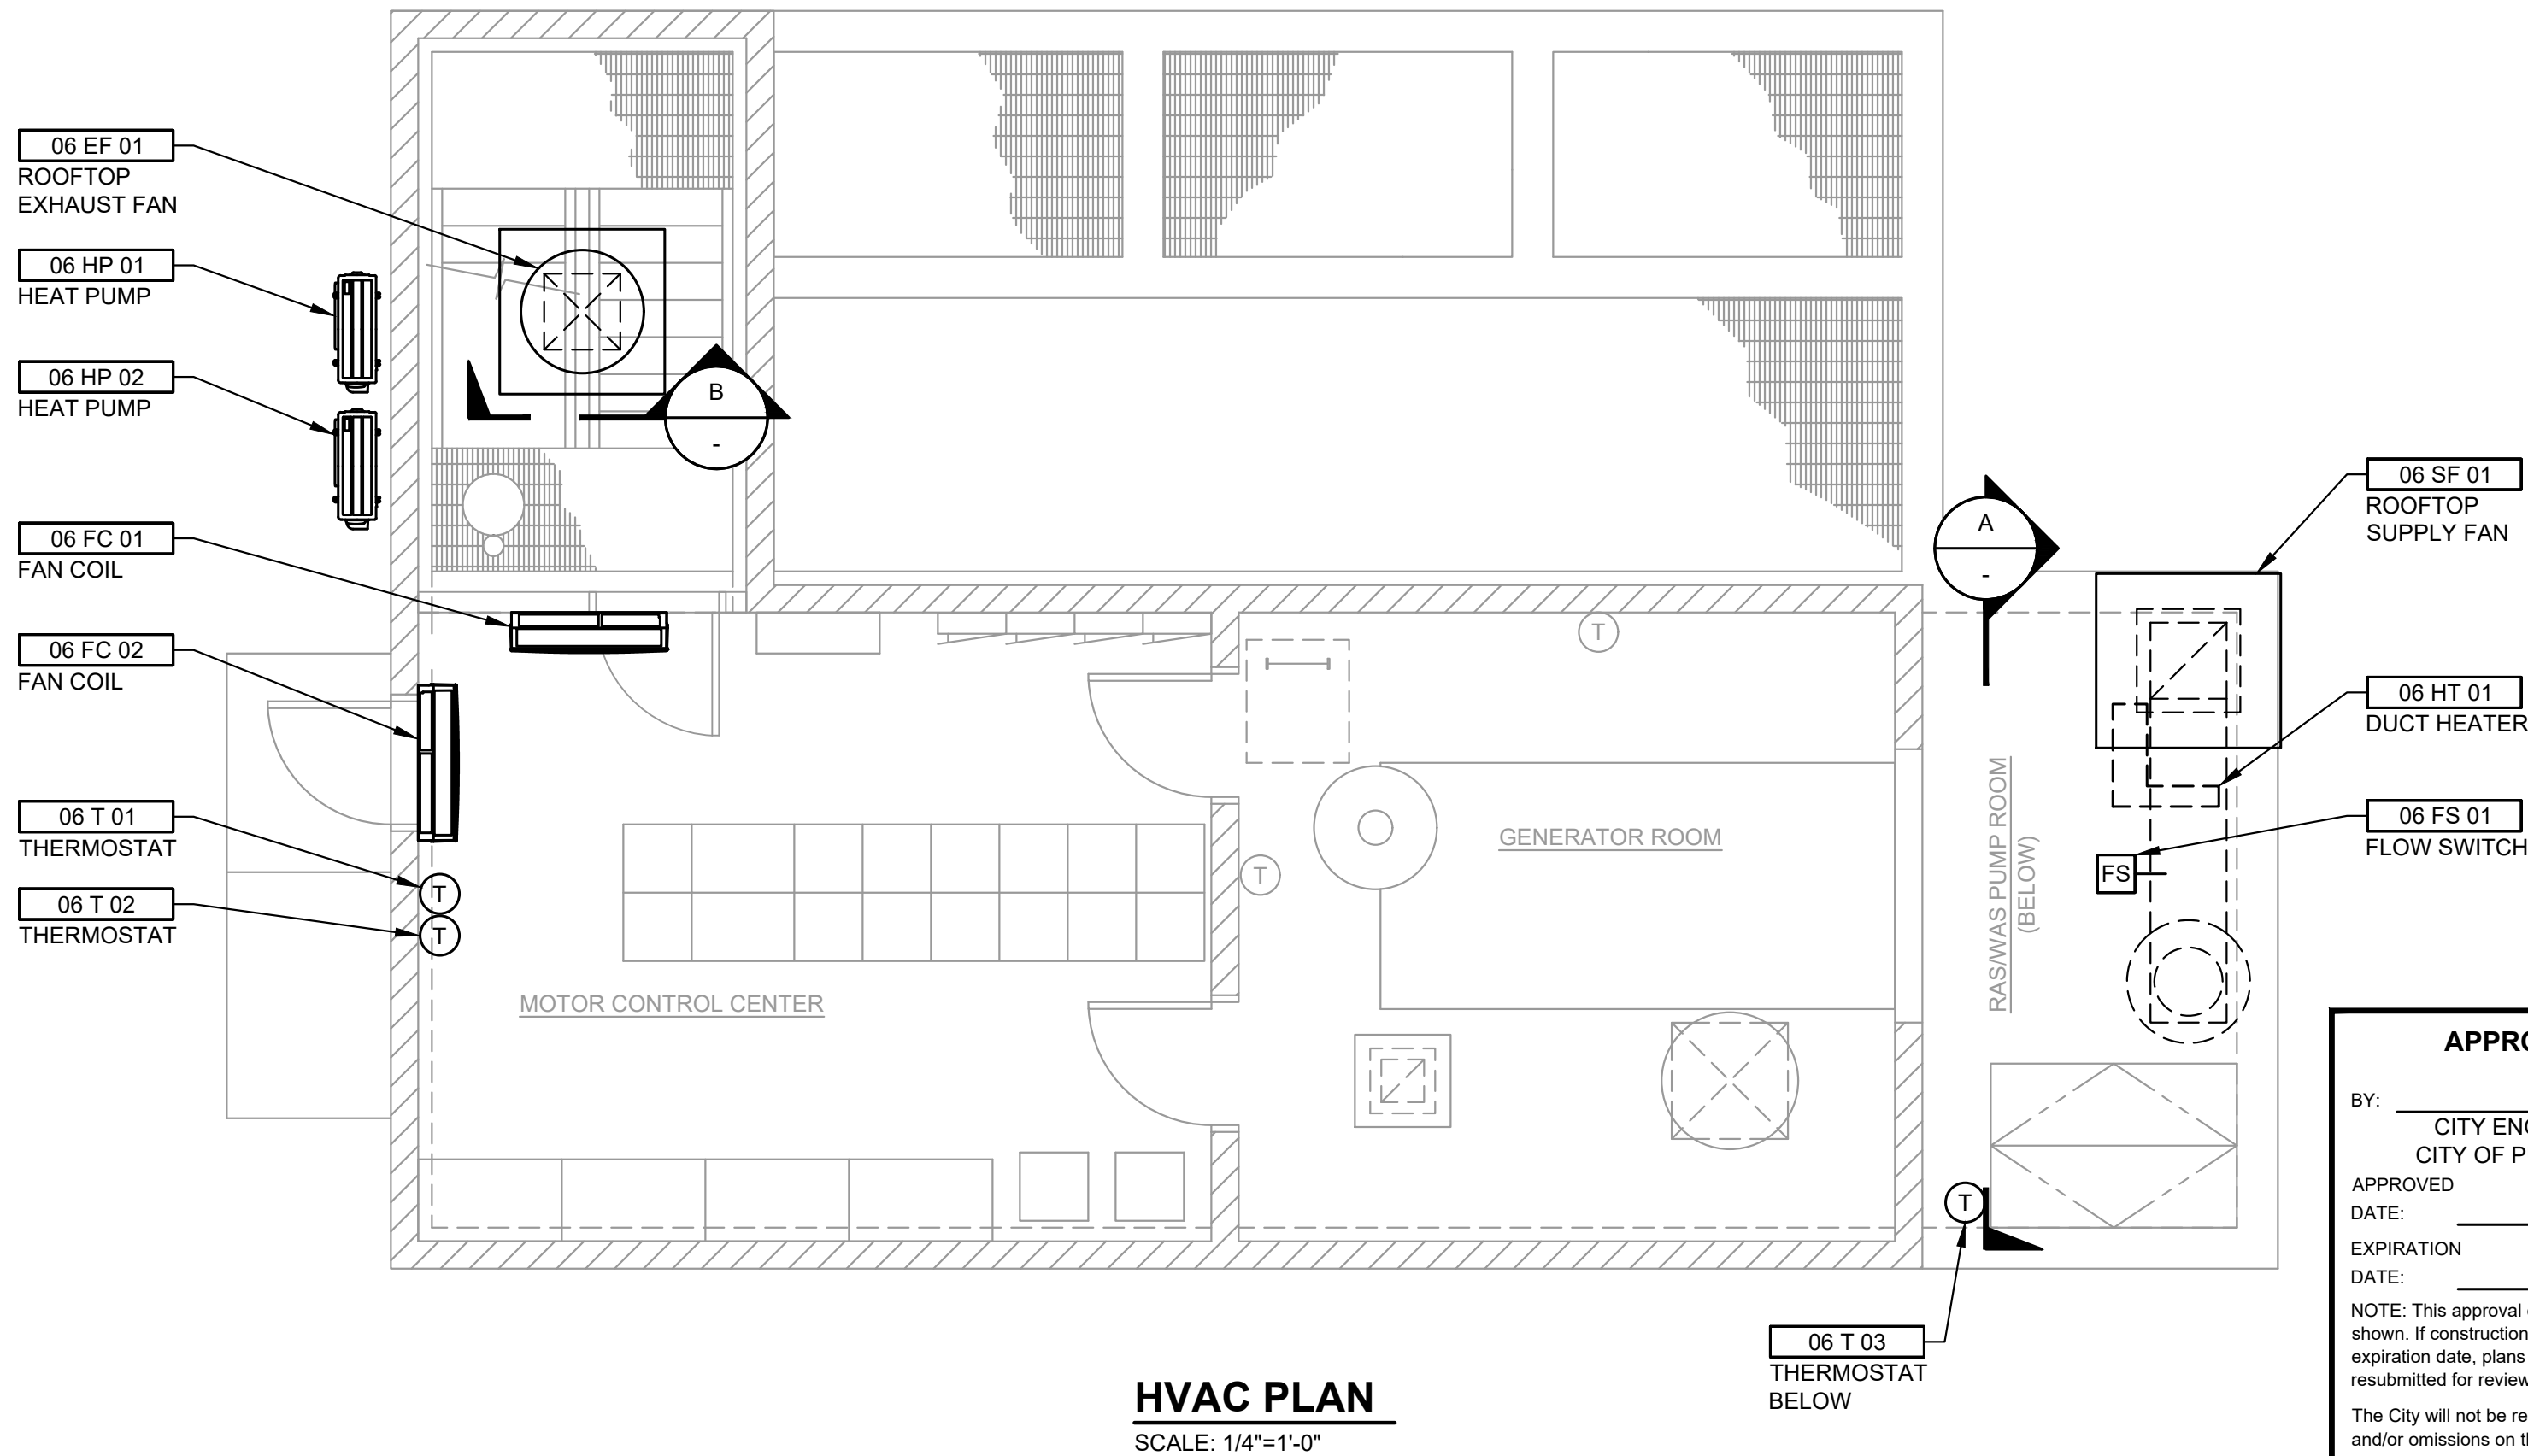 06 EF 01
ROOFTOP
EXHAUST FAN
06 HP 01
HEAT PUMP
06 HP 02
HEAT PUMP
06 FC 01
FAN COIL
06 FC 02
FAN COIL
06 T 01
THERMOSTAT
06 T 02
THERMOSTAT
T
T
B
-
A
-
T
T
MOTOR CONTROL CENTER
GENERATOR ROOM
RAS/WAS PUMP ROOM
(BELOW)
FS
T
06 SF 01
ROOFTOP
SUPPLY FAN
06 HT 01
DUCT HEATER
06 FS 01
FLOW SWITCH
06 T 03
THERMOSTAT
BELOW
HVAC PLAN
SCALE: 1/4"=1'-0"
BY:
CITY
CITY OF
APPROVED
DATE:
EXPIRATION
DATE:
NOTE: This approval
shown. If construction
expiration date, plans
resubmitted for review
The City will not be
and/or omissions on